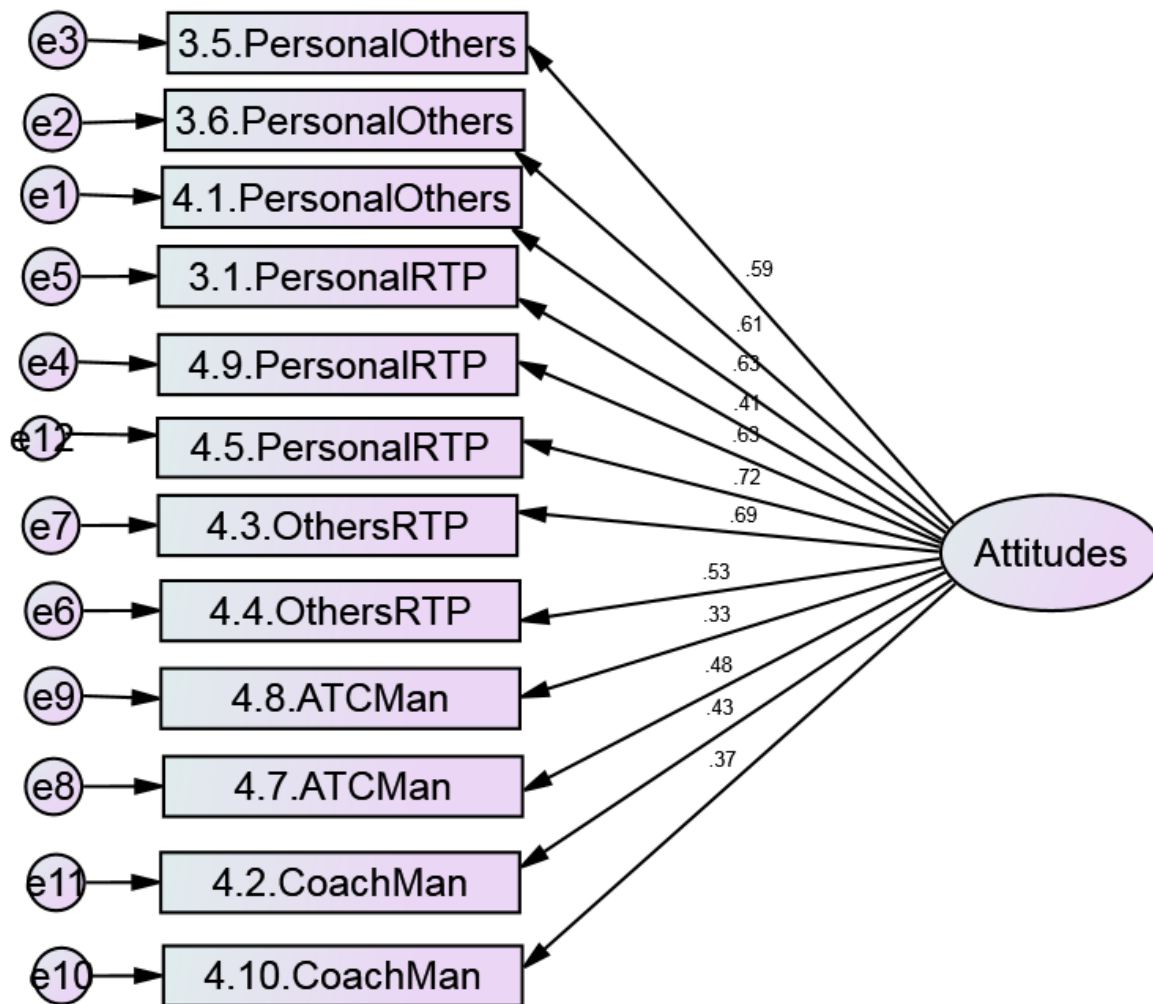 e3 3.5.PersonalOthers
e2 3.6.PersonalOthers
e1 4.1.PersonalOthers
e5 3.1.PersonalRTP
.59
.61
e4 4.9.PersonalRTP
.63
.41
e12 4.5.PersonalRTP
.63
.72
e7 4.3.OthersRTP
.69
Attitudes
.53
e6 4.4.OthersRTP
.33
e9 4.8.ATCMan
.48
.43
e8 4.7.ATCMan
.37
e11 4.2.CoachMan
e10 4.10.CoachMan